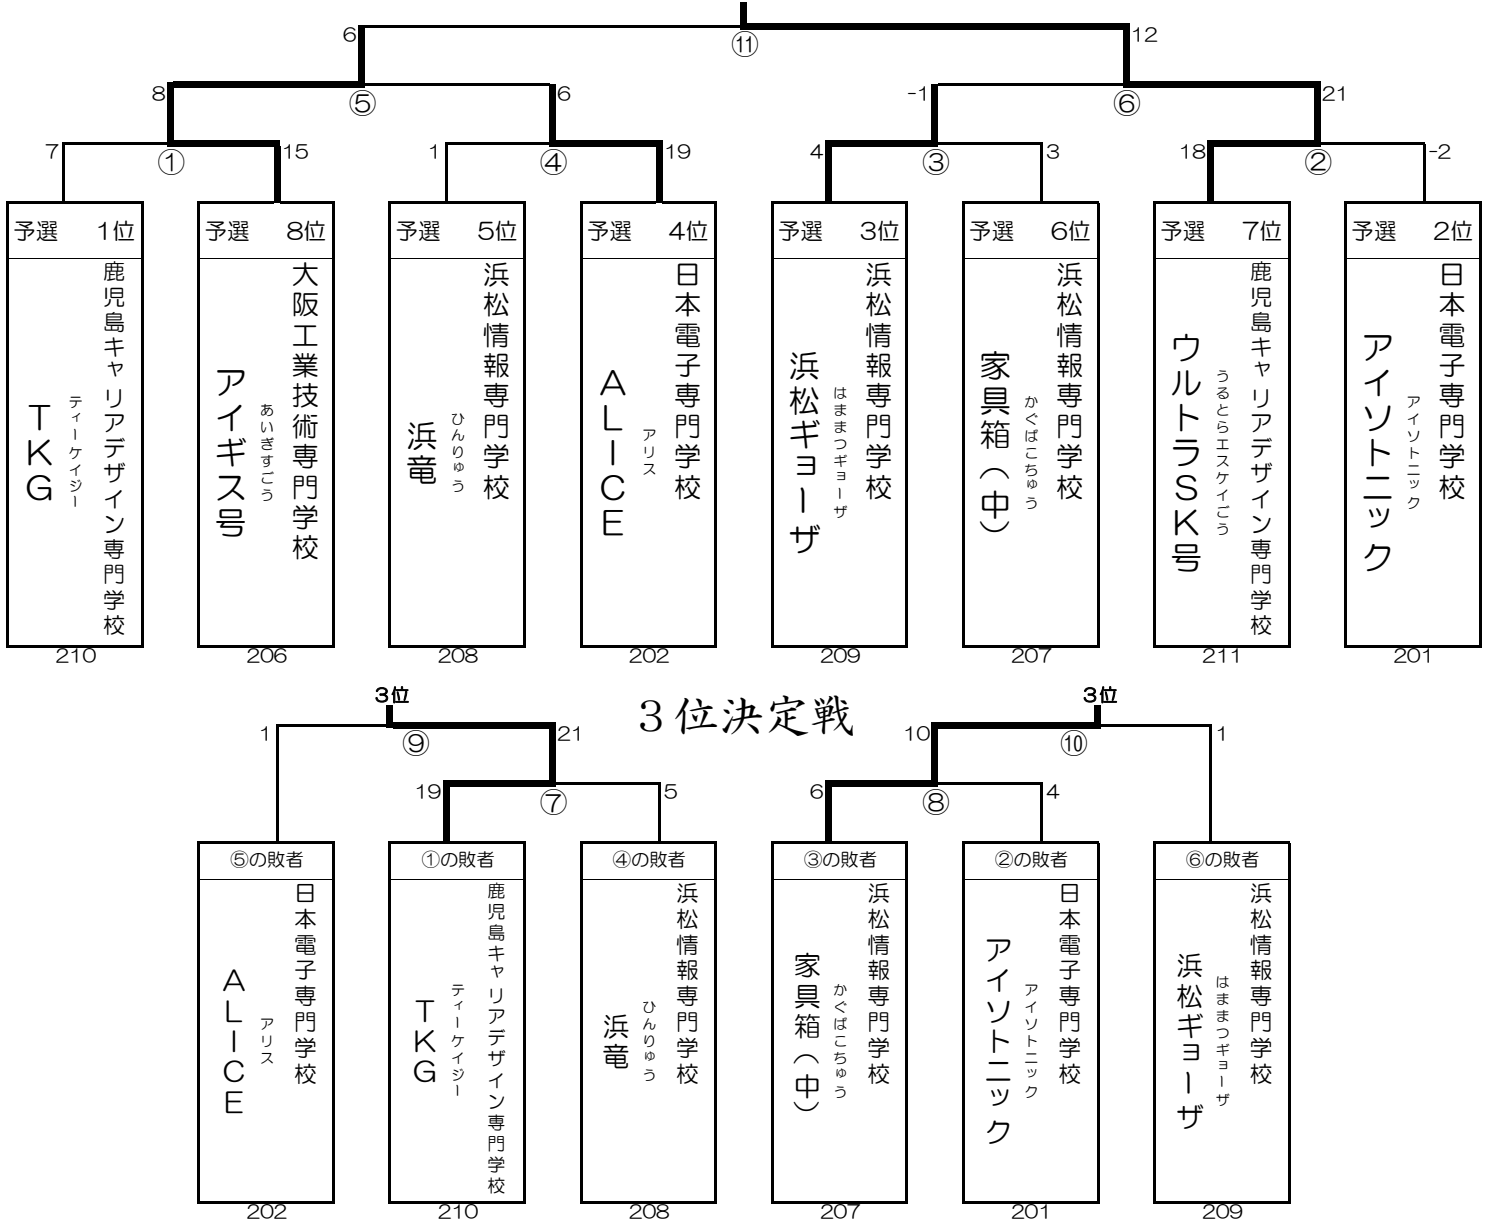 6
12
⑪
8
6
-1
21
⑤
⑥
7
15
1
19
4
3
18
-2
①
④
③
②
予選 1位
鹿児島キャリアデザイン専門学校
ティーケイジー
TKG
210
予選 8位
大阪工業技術専門学校
あいぎすごう
アイギス号
206
予選 5位
浜松情報専門学校
ひんりゅう
浜竜
208
予選 4位
日本電子専門学校
アリス
ALICE
202
予選 3位
浜松情報専門学校
はままつギョーザ
浜松ギョーザ
209
予選 6位
浜松情報専門学校
かぐばこちゅう
家具箱(中)
207
予選 7位
鹿児島キャリアデザイン専門学校
うるとらエスケイごう
ウルトラSK号
211
予選 2位
日本電子専門学校
アイソトニック
アイソトニック
201
3位決定戦
3位
3位
1
21
10
1
⑨
⑩
19
5
6
4
⑦
⑧
⑤の敗者
日本電子専門学校
アリス
ALICE
202
①の敗者
鹿児島キャリアデザイン専門学校
ティーケイジー
TKG
210
④の敗者
浜松情報専門学校
ひんりゅう
浜竜
208
③の敗者
浜松情報専門学校
かぐばこちゅう
家具箱(中)
207
②の敗者
日本電子専門学校
アイソトニック
アイソトニック
201
⑥の敗者
浜松情報専門学校
はままつギョーザ
浜松ギョーザ
209